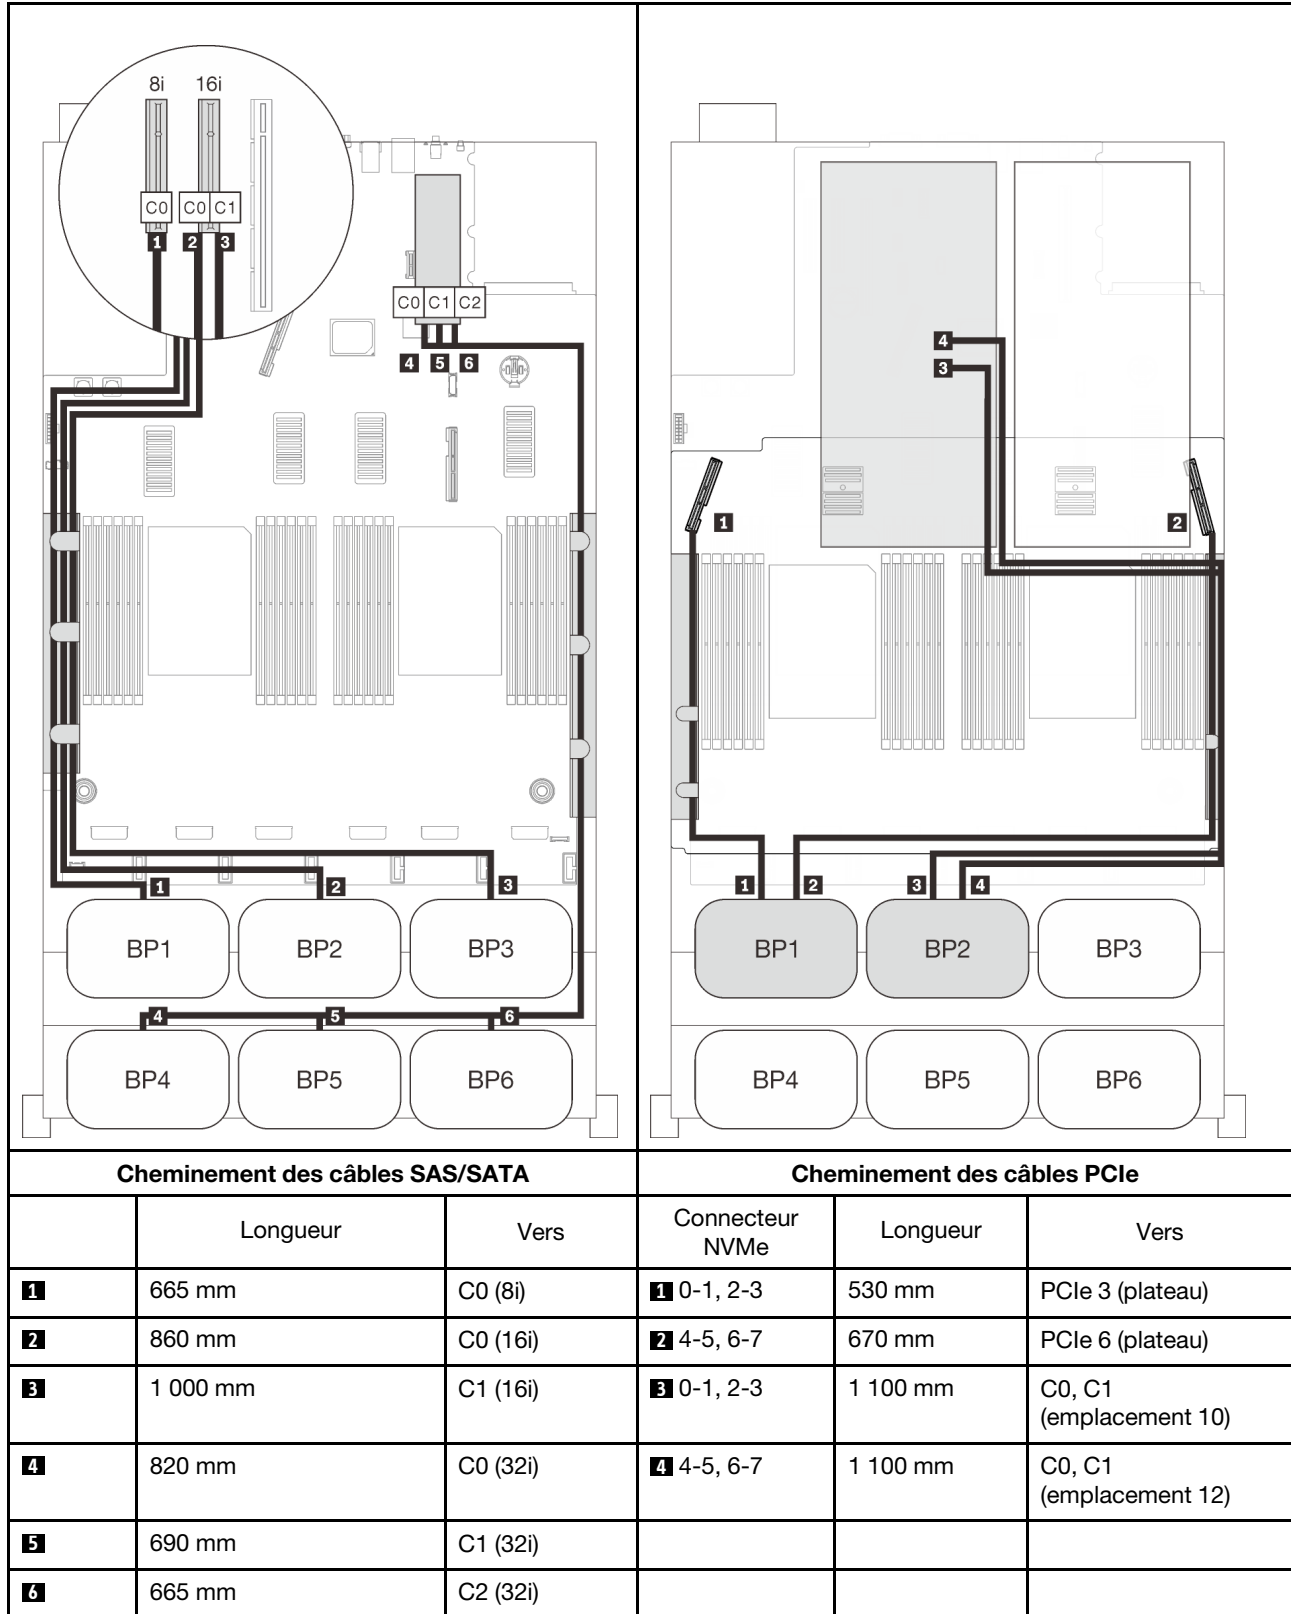 8i 16i
C0 C0 C1
1 2 3
C0 C1 C2
4 5 6
1 2 3
BP1 BP2 BP3
4 5 6
BP4 BP5 BP6
4
3
1 2
1 2 3 4
BP1 BP2 BP3
BP4 BP5 BP6
Cheminement des câbles SAS/SATA
Longueur Vers
1 665 mm C0 (8i)
2 860 mm C0 (16i)
3 1 000 mm C1 (16i)
4 820 mm C0 (32i)
5 690 mm C1 (32i)
6 665 mm C2 (32i)
Cheminement des câbles PCIe
Connecteur
NVMe
Longueur Vers
1 0-1, 2-3 530 mm PCIe 3 (plateau)
2 4-5, 6-7 670 mm PCIe 6 (plateau)
3 0-1, 2-3 1 100 mm C0, C1
(emplacement 10)
4 4-5, 6-7 1 100 mm C0, C1
(emplacement 12)